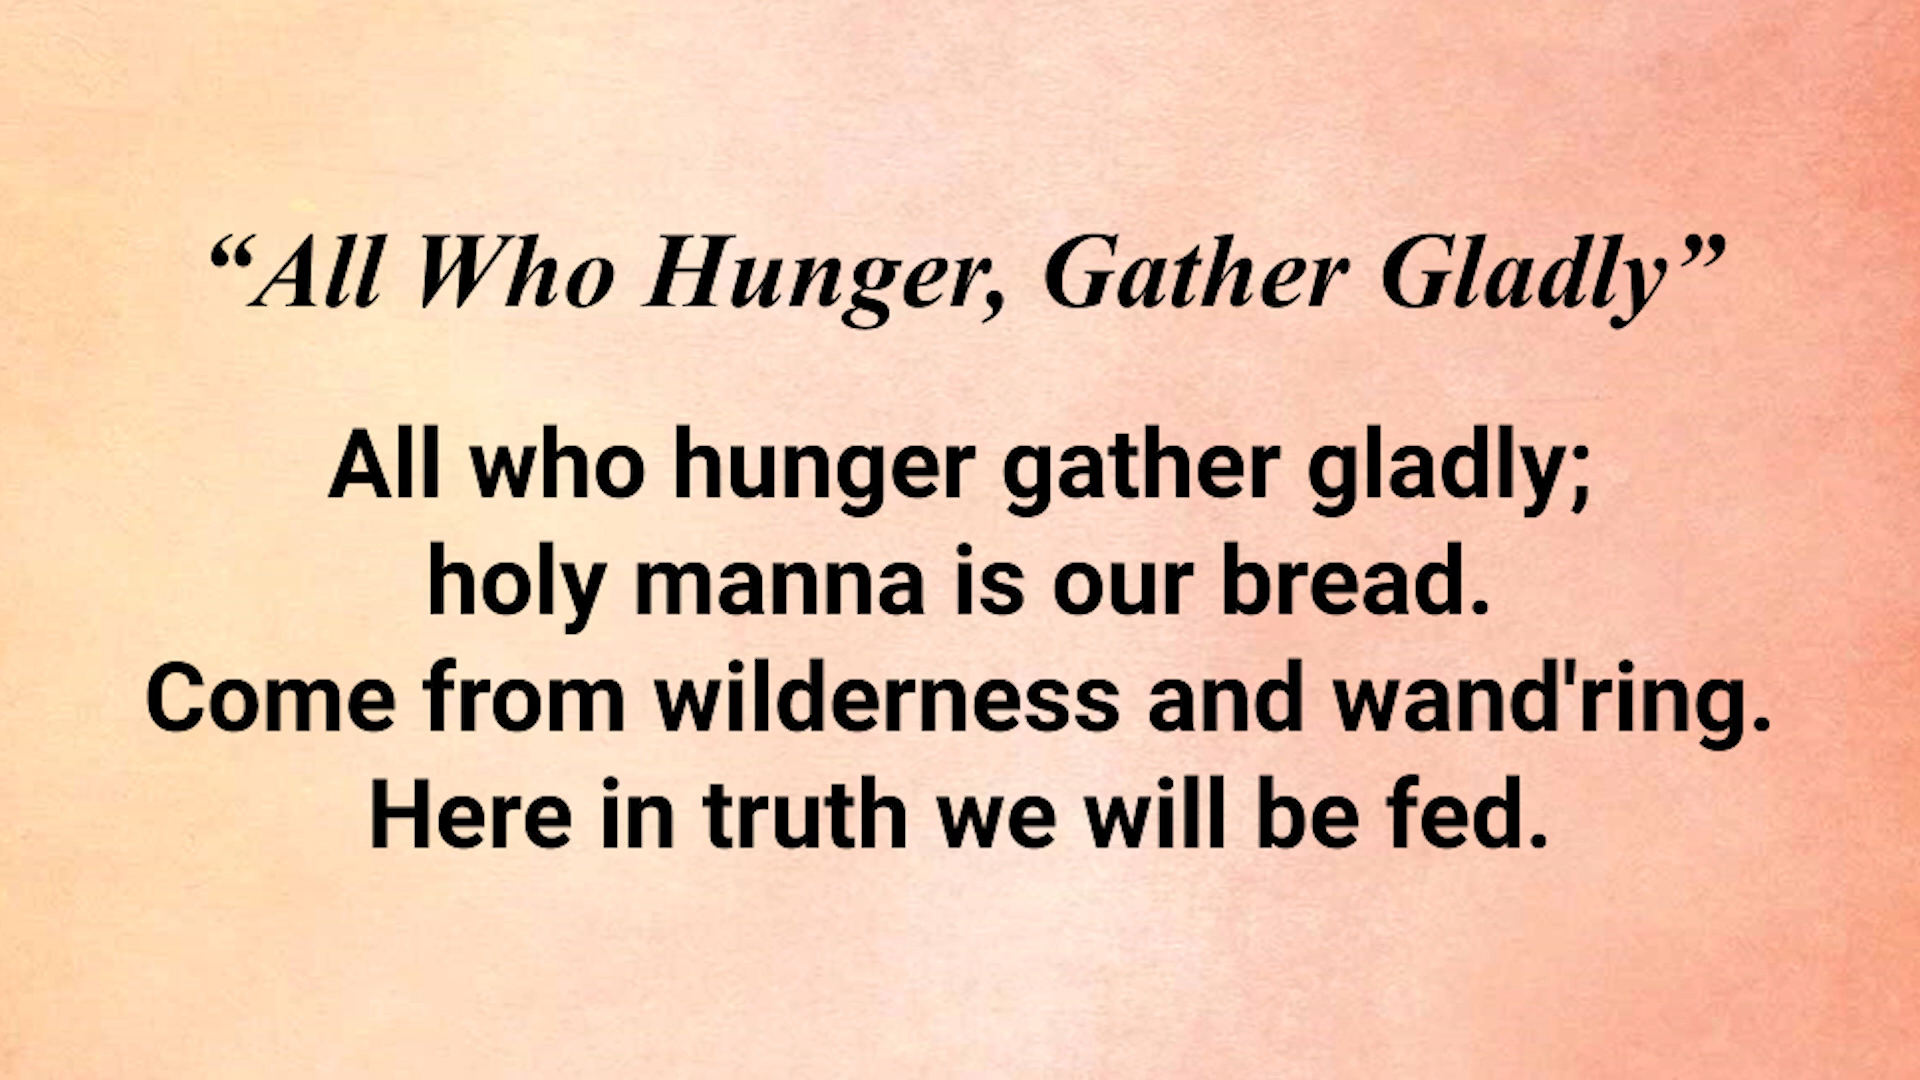 “All Who Hunger, Gather Gladly”
All who hunger gather gladly;
holy manna is our bread.
Come from wilderness and wand'ring.
Here in truth we will be fed.